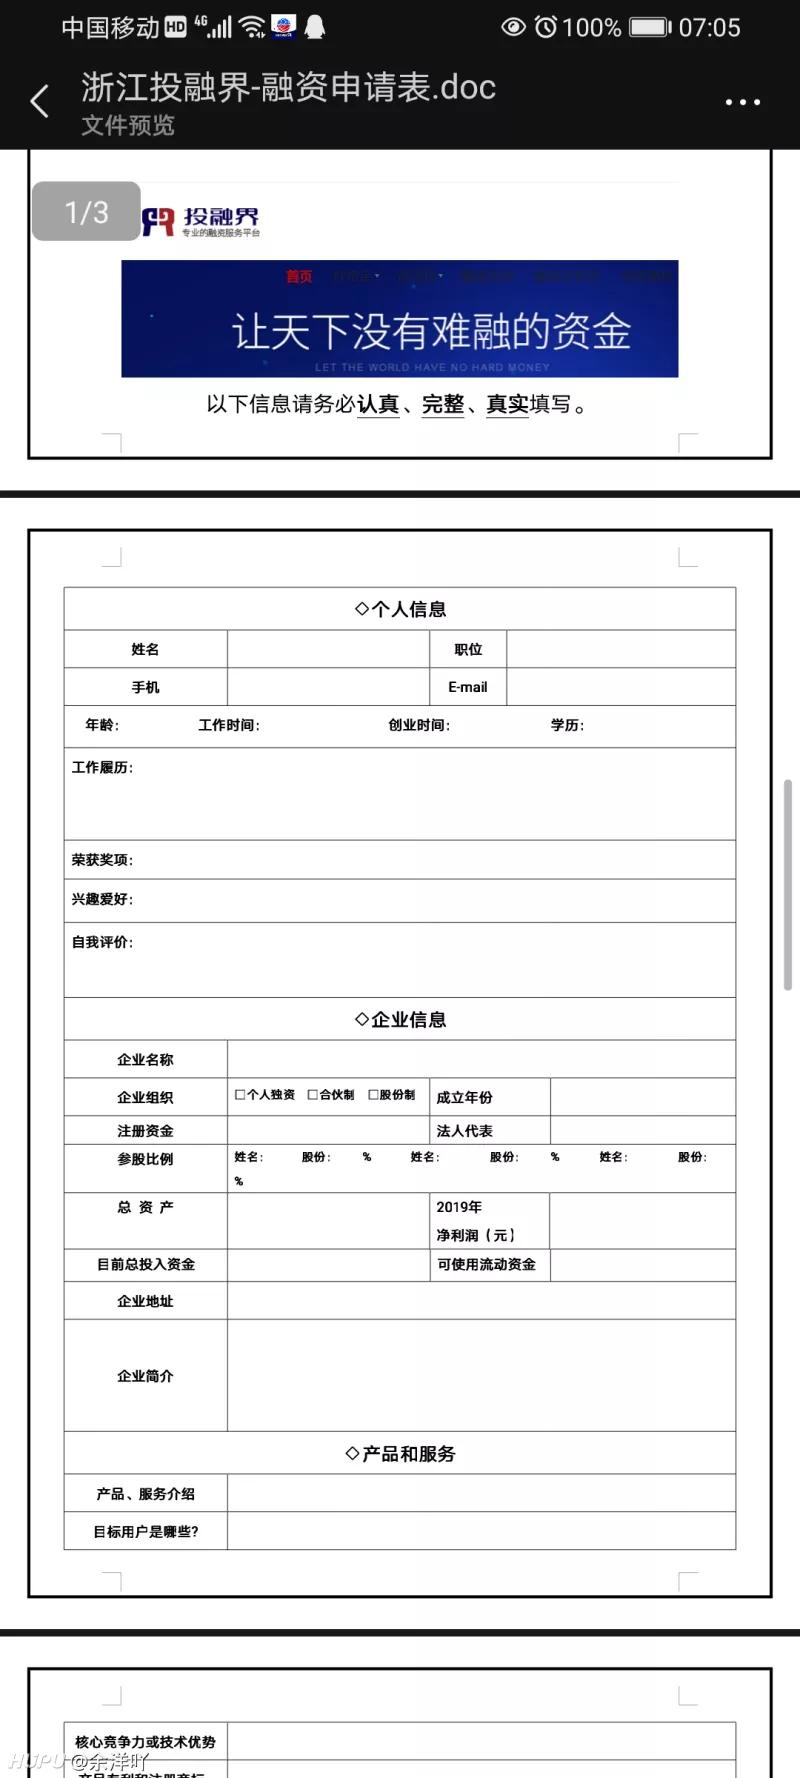 中国移动 HD 4G 100% 07:05
浙江投融界-融资申请表.doc
文件预览
1/3
投融界
专业的融资服务平台
首页
让天下没有难融的资金
LET THE WORLD HAVE NO HARD MONEY
以下信息请务必认真、完整、真实填写。
◇个人信息
姓名 职位
手机 E-mail
年龄: 工作时间: 创业时间: 学历:
工作履历:
荣获奖项:
兴趣爱好:
自我评价:
◇企业信息
企业名称
企业组织 □个人独资 □合伙制 □股份制 成立年份
注册资金 法人代表
参股比例 姓名: 股份: % 姓名: 股份: % 姓名: 股份:
%
总 资 产 2019年
净利润（元）
目前总投入资金 可使用流动资金
企业地址
企业简介
◇产品和服务
产品、服务介绍
目标用户是哪些?
核心竞争力或技术优势
HUPU @余洋吖